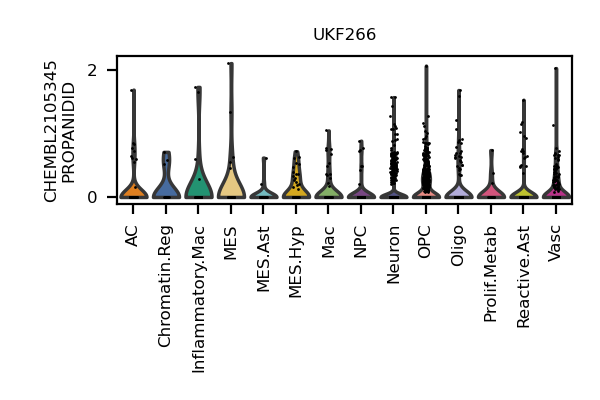 UKF266
CHEMBL2105345
PROPANIDID
2
0
AC
Chromatin.Reg
Inflammatory.Mac
MES
MES.Ast
MES.Hyp
Mac
NPC
Neuron
OPC
Oligo
Prolif.Metab
Reactive.Ast
Vasc